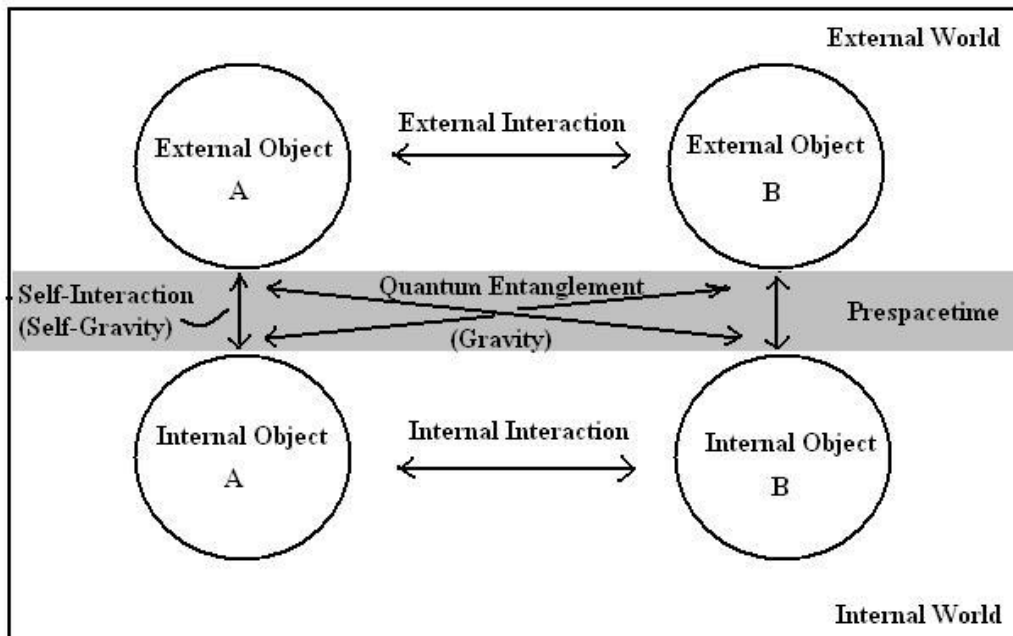 External World
External Interaction
External Object
A
External Object
B
Self-Interaction
(Self-Gravity)
Quantum Entanglement
(Gravity)
Prespacetime
Internal Object
A
Internal Interaction
Internal Object
B
Internal World